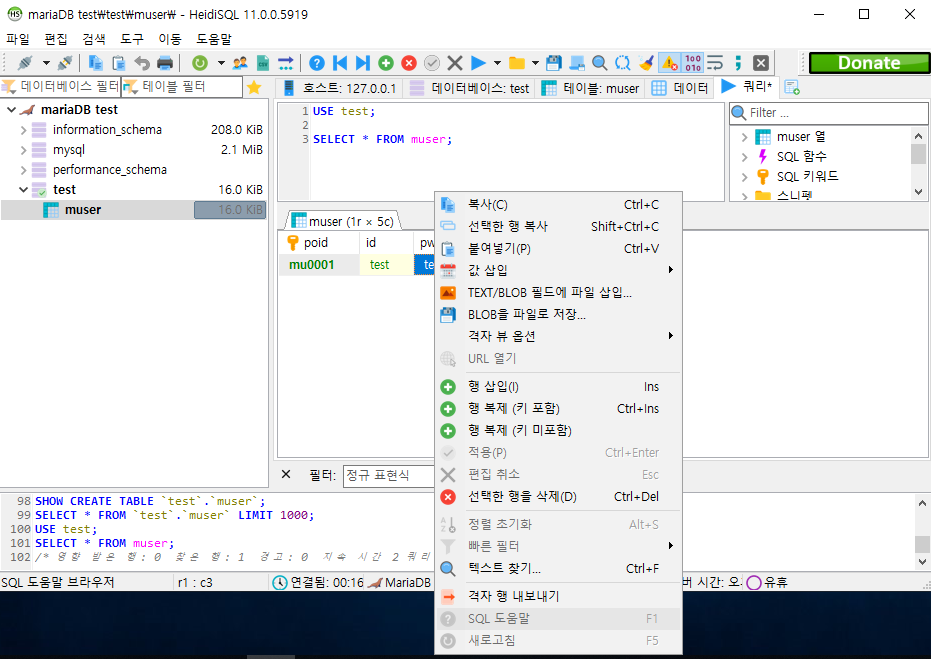 mariaDB test₩test₩muser₩ - HeidiSQL 11.0.0.5919
파일 편집 검색 도구 이동 도움말
Donate
데이터베이스 필터 테이블 필터
호스트: 127.0.0.1 데이터베이스: test 테이블: muser 데이터 쿼리*
mariaDB test
information_schema 208.0 KiB
mysql 2.1 MiB
performance_schema
test 16.0 KiB
muser 16.0 KiB
1 USE test;
2
3 SELECT * FROM muser;
Filter ...
muser 열
SQL 함수
SQL 키워드
스니펫
muser (1r × 5c)
poid id pw
mu0001 test te
복사(C) Ctrl+C
선택한 행 복사 Shift+Ctrl+C
붙여넣기(P) Ctrl+V
값 삽입
TEXT/BLOB 필드에 파일 삽입...
BLOB을 파일로 저장...
격자 뷰 옵션
URL 열기
행 삽입(I) Ins
행 복제 (키 포함) Ctrl+Ins
행 복제 (키 미포함)
적용(P) Ctrl+Enter
편집 취소 Esc
선택한 행을 삭제(D) Ctrl+Del
정렬 초기화 Alt+S
빠른 필터
텍스트 찾기... Ctrl+F
격자 행 내보내기
SQL 도움말 F1
새로고침 F5
필터: 정규 표현식
98 SHOW CREATE TABLE `test`.`muser`;
99 SELECT * FROM `test`.`muser` LIMIT 1000;
100 USE test;
101 SELECT * FROM muser;
102 /* 영향 받은 행: 0 찾은 행: 1 경고: 0 지속 시간 2 쿼리
SQL 도움말 브라우저 r1 : c3 연결됨: 00:16 MariaDB 버 시간: 오 유휴